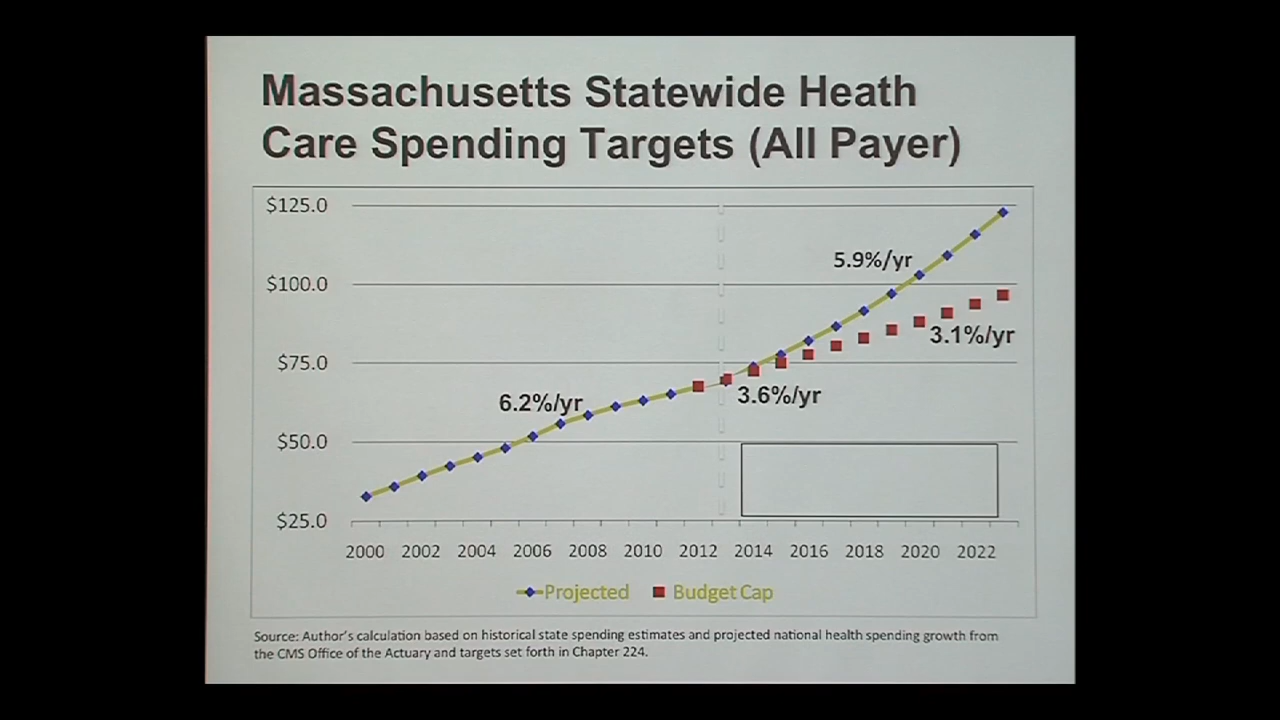 Massachusetts Statewide Heath
Care Spending Targets (All Payer)
$125.0
5.9%/yr
$100.0
3.1%/yr
$75.0
6.2%/yr
3.6%/yr
$50.0
$25.0
2000 2002 2004 2006 2008 2010 2012 2014 2016 2018 2020 2022
Projected Budget Cap
Source: Author's calculation based on historical state spending estimates and projected national health spending growth from
the CMS Office of the Actuary and targets set forth in Chapter 224.